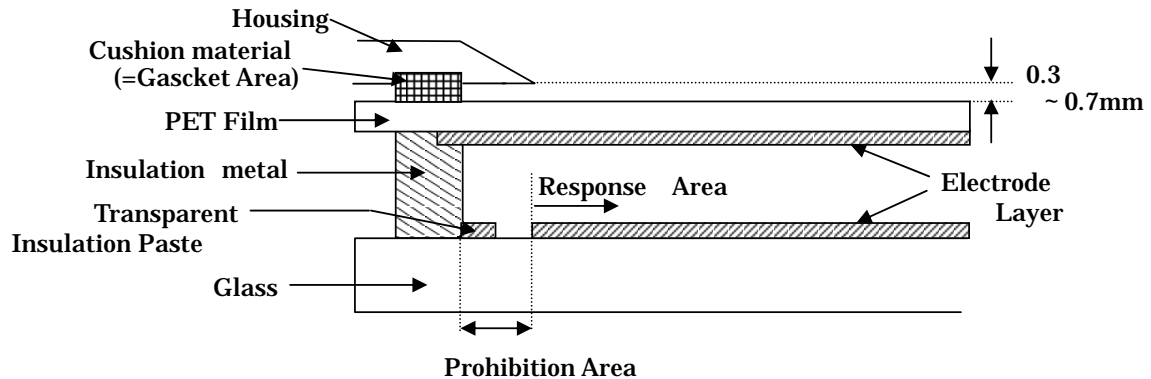 Housing
Cushion material
(=Gascket Area)
0.3
~ 0.7mm
PET Film
Insulation metal
Response Area
Electrode
Layer
Transparent
Insulation Paste
Glass
Prohibition Area